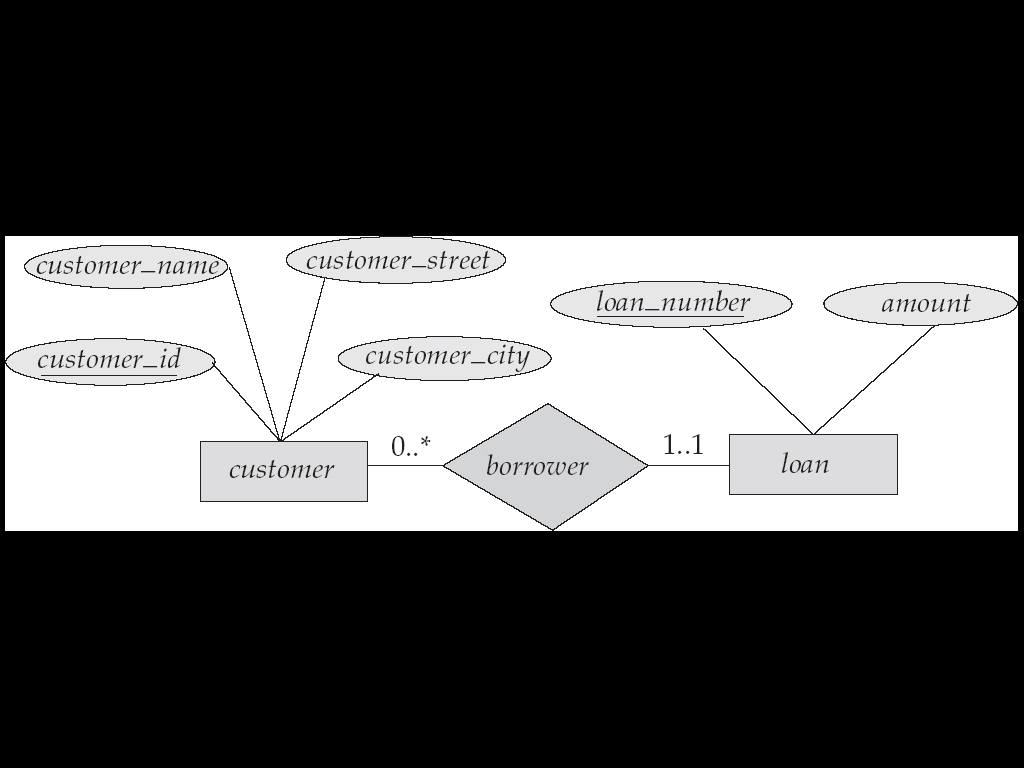 customer_name
customer_street
customer_id
customer_city
loan_number
amount
customer
0..*
borrower
1..1
loan